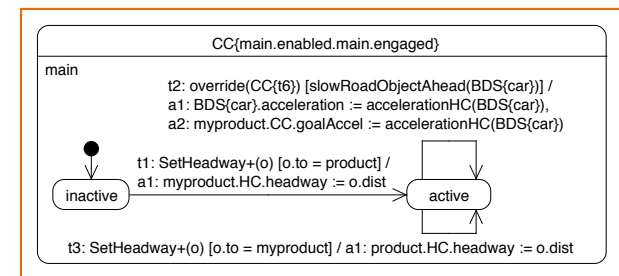 CC{main.enabled.main.engaged}
main
t2: override(CC{t6}) [slowRoadObjectAhead(BDS{car})] /
a1: BDS{car}.acceleration := accelerationHC(BDS{car}),
a2: myproduct.CC.goalAccel := accelerationHC(BDS{car})
t1: SetHeadway+(o) [o.to = product] /
a1: myproduct.HC.headway := o.dist
inactive
active
t3: SetHeadway+(o) [o.to = myproduct] / a1: product.HC.headway := o.dist